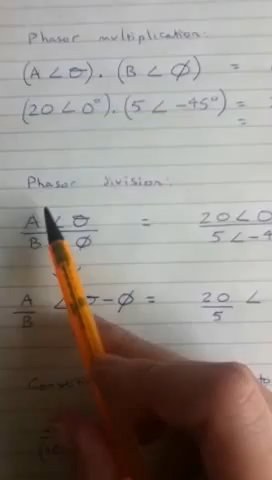 Phasor multiplication:
(A ∠ θ) . (B ∠ ϕ) =
(20 ∠ 0°) . (5 ∠ -45°) =
=
Phasor division:
A ∠ θ = 20 ∠ 0
B ϕ 5 ∠ -4
A/B ∠ θ - ϕ = 20/5 ∠